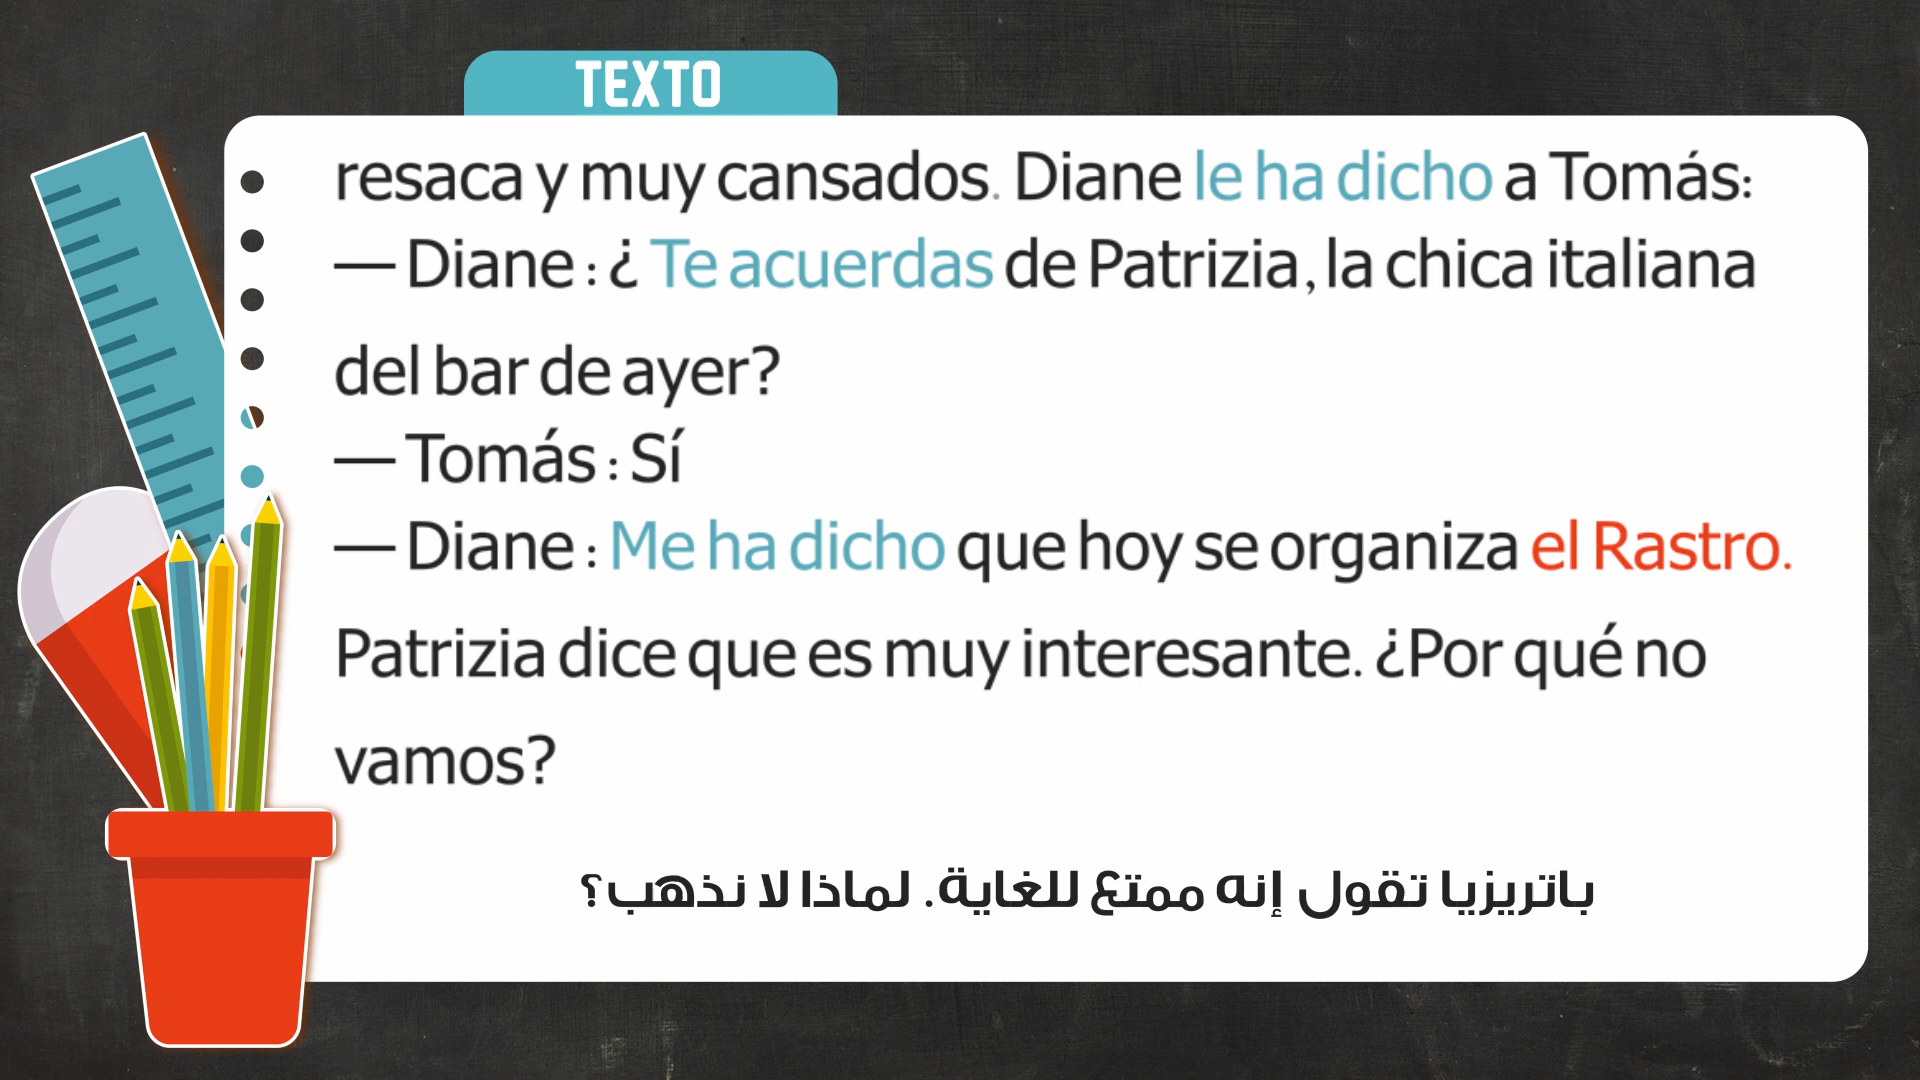 TEXTO
resaca y muy cansados. Diane le ha dicho a Tomás:
— Diane : ¿ Te acuerdas de Patrizia, la chica italiana
del bar de ayer?
— Tomás : Sí
— Diane : Me ha dicho que hoy se organiza el Rastro.
Patrizia dice que es muy interesante. ¿Por qué no
vamos?
باتريزيا تقول إنه ممتع للغاية. لماذا لا نذهب؟